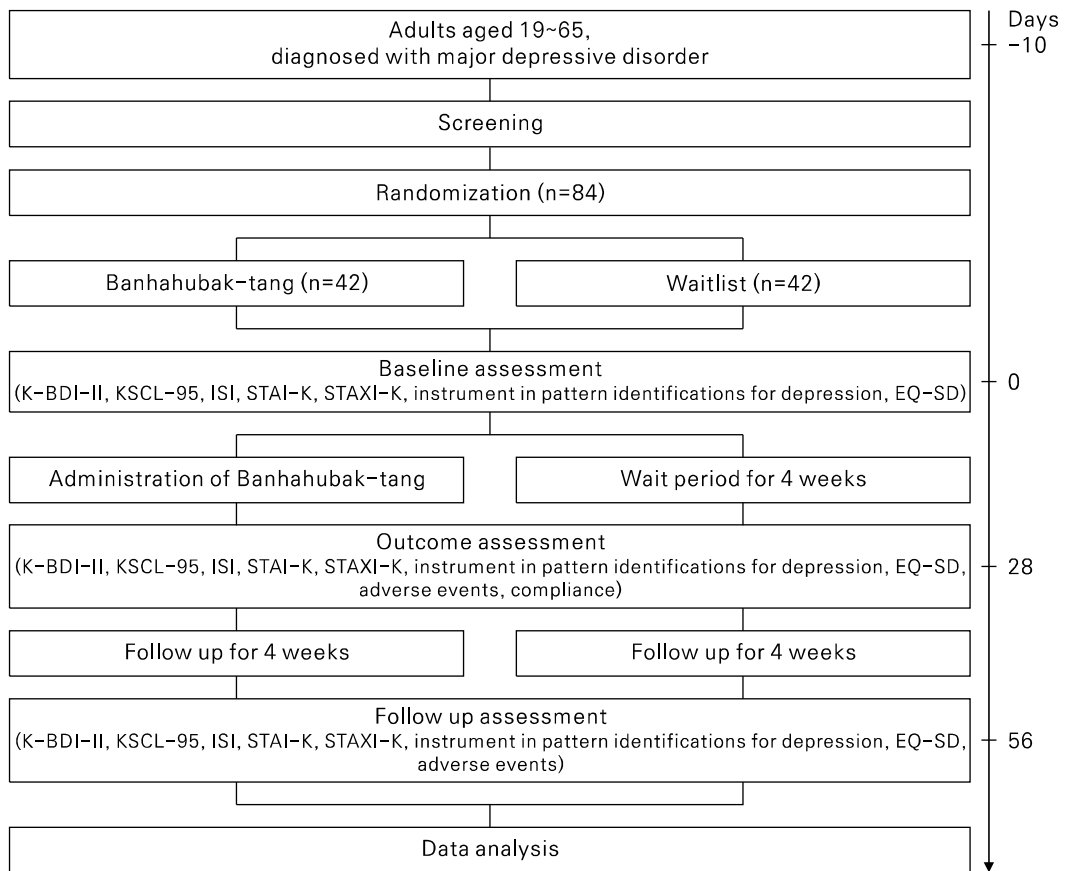 Adults aged 19~65,
diagnosed with major depressive disorder
Days
-10
Screening
Randomization (n=84)
Banhahubak-tang (n=42)
Waitlist (n=42)
Baseline assessment
(K-BDI-II, KSCL-95, ISI, STAI-K, STAXI-K, instrument in pattern identifications for depression, EQ-SD)
0
Administration of Banhahubak-tang
Wait period for 4 weeks
Outcome assessment
(K-BDI-II, KSCL-95, ISI, STAI-K, STAXI-K, instrument in pattern identifications for depression, EQ-SD,
adverse events, compliance)
28
Follow up for 4 weeks
Follow up for 4 weeks
Follow up assessment
(K-BDI-II, KSCL-95, ISI, STAI-K, STAXI-K, instrument in pattern identifications for depression, EQ-SD,
adverse events)
56
Data analysis